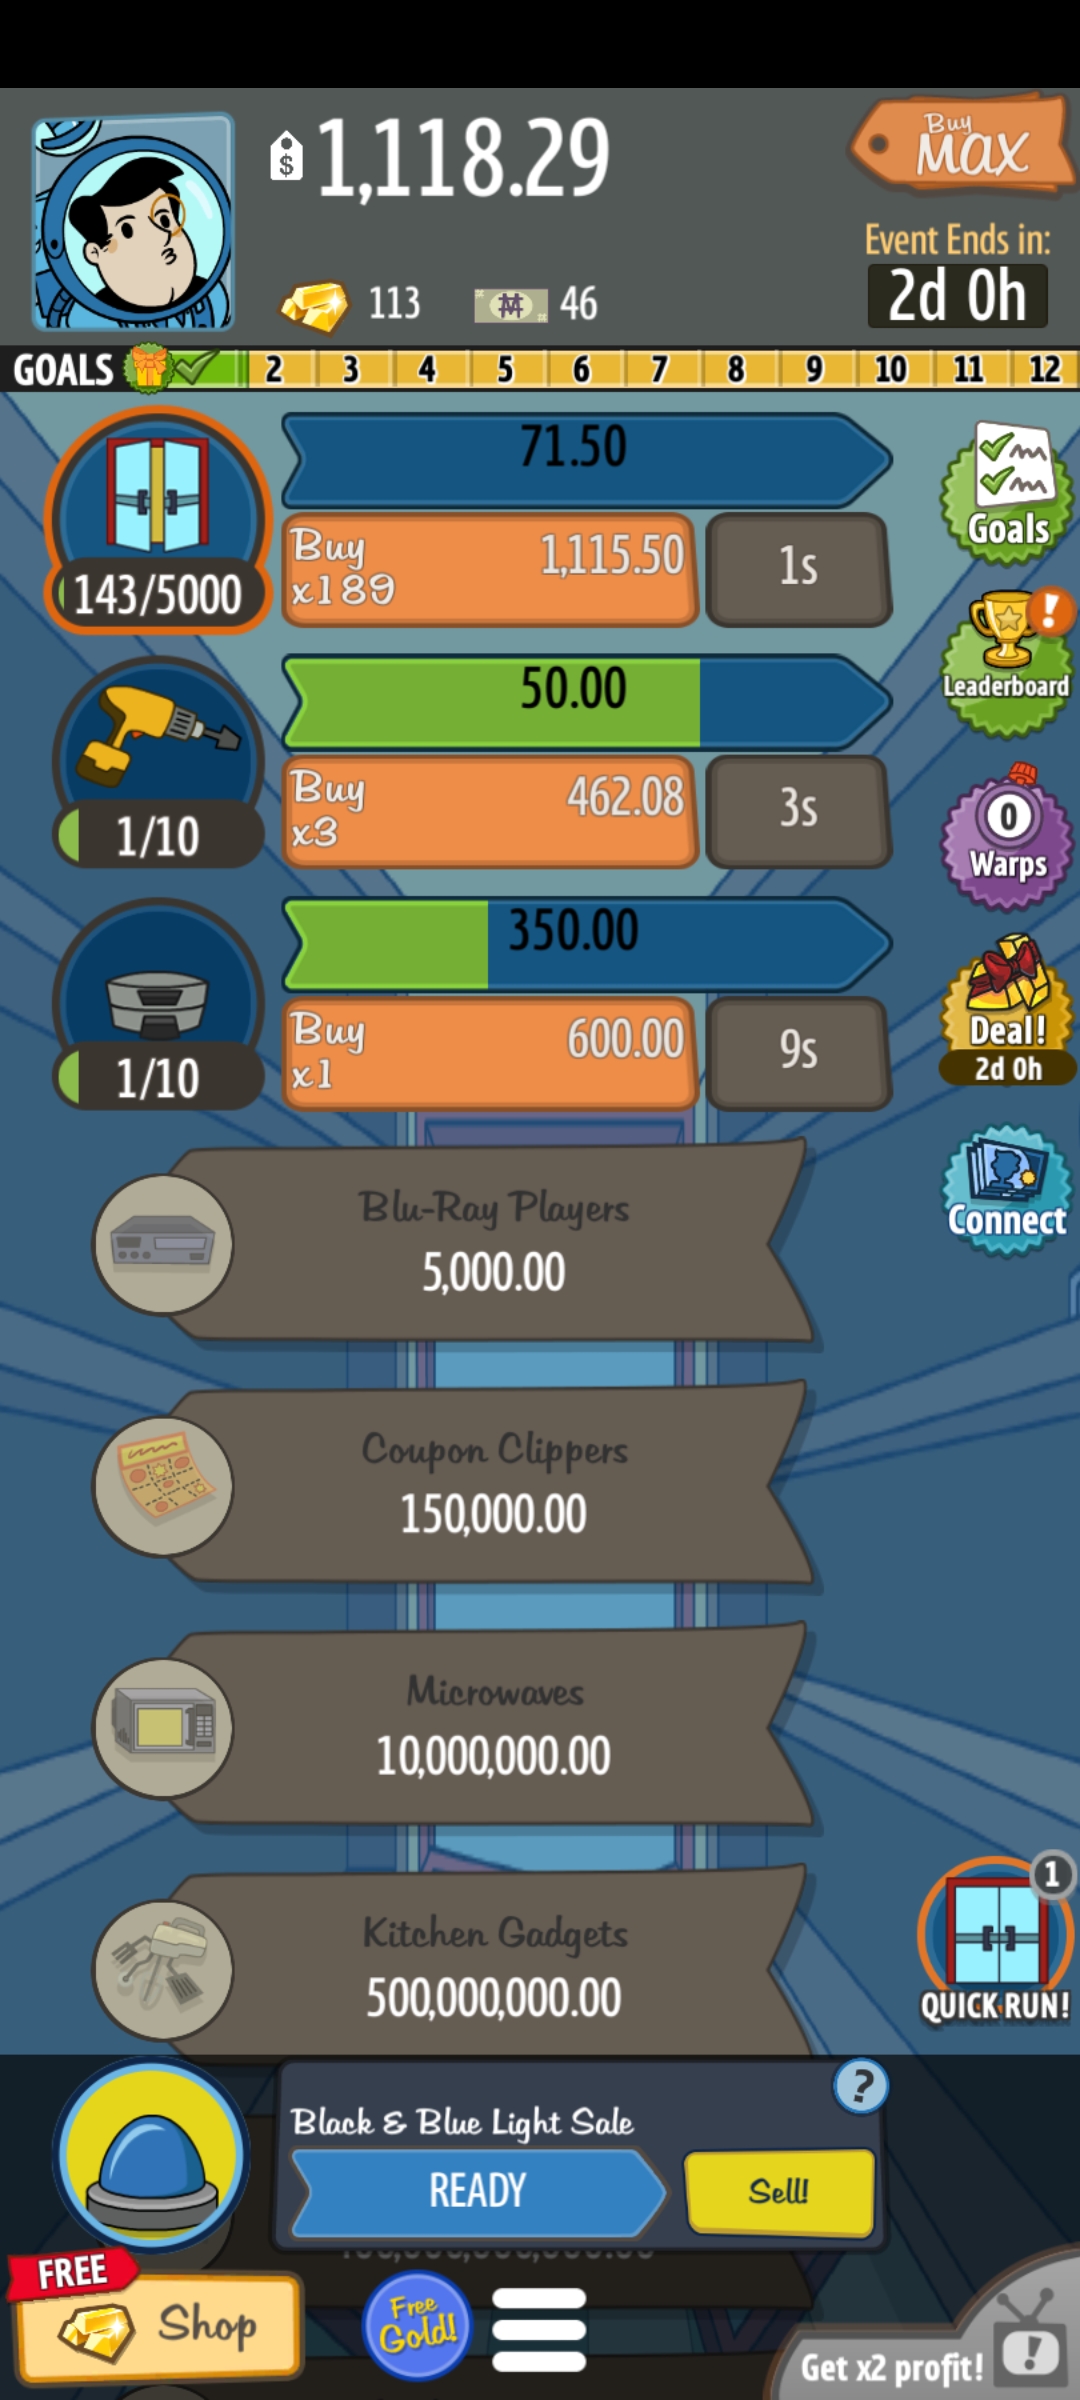 $ 1,118.29
Buy
MAX
Event Ends in:
2d 0h
113
46
GOALS 2 3 4 5 6 7 8 9 10 11 12
71.50
Buy
x189
1,115.50
1s
143/5000
Goals
50.00
Buy
x3
462.08
3s
1/10
!
Leaderboard
0
Warps
350.00
Buy
x1
600.00
9s
1/10
Deal!
2d 0h
Connect
Blu-Ray Players
5,000.00
Coupon Clippers
150,000.00
Microwaves
10,000,000.00
Kitchen Gadgets
500,000,000.00
1
QUICK RUN!
Black & Blue Light Sale
?
READY
Sell!
FREE
Shop
Free
Gold!
Get x2 profit!
!